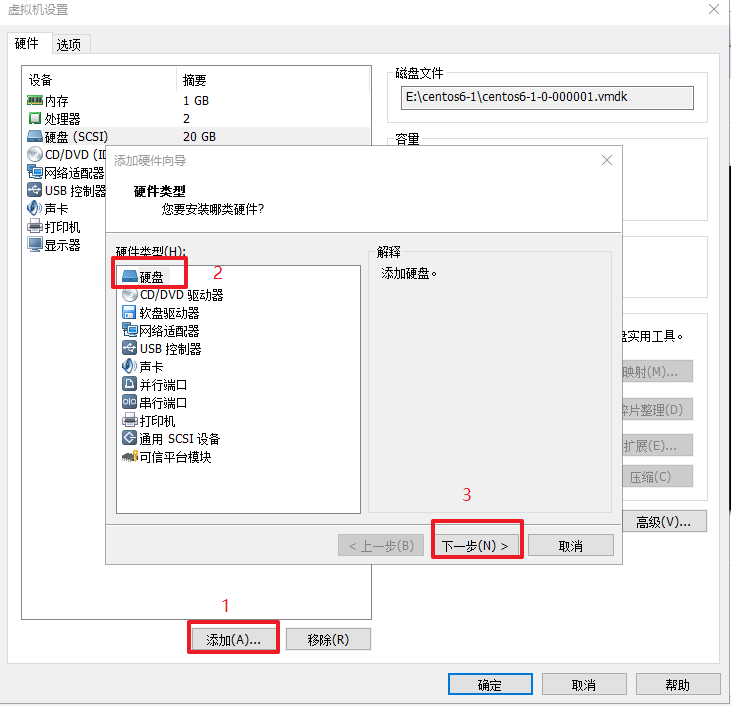 虚拟机设置
硬件 选项
设备 摘要
内存 1 GB
处理器 2
硬盘 (SCSI) 20 GB
CD/DVD (ID
网络适配器
USB 控制器
声卡
打印机
显示器
磁盘文件
E:\centos6-1\centos6-1-0-000001.vmdk
容量
添加硬件向导
硬件类型
您要安装哪类硬件?
硬件类型(H):
硬盘
2
CD/DVD 驱动器
软盘驱动器
网络适配器
USB 控制器
声卡
并行端口
串行端口
打印机
通用 SCSI 设备
可信平台模块
解释
添加硬盘。
3
< 上一步(B) 下一步(N) > 取消
盘实用工具。
映射(M)...
碎片整理(D)
扩展(E)...
压缩(C)
高级(V)...
1
添加(A)... 移除(R)
确定 取消 帮助